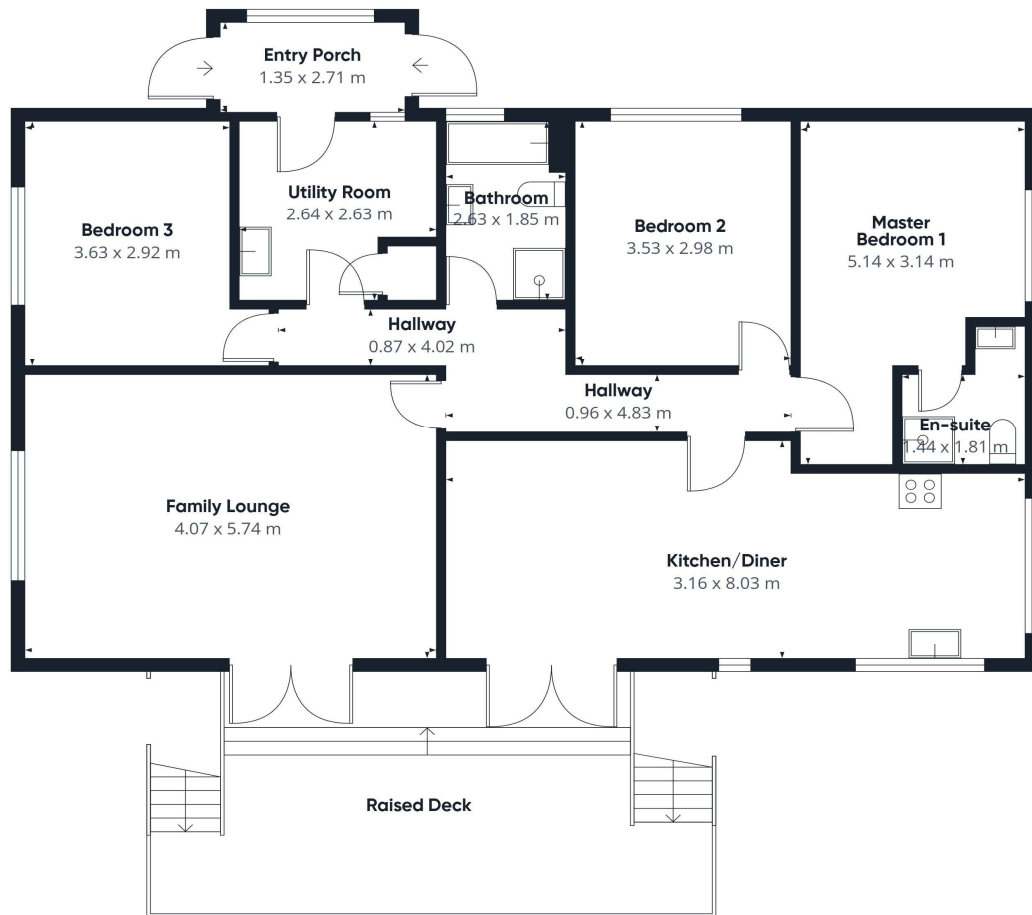 Entry Porch
1.35 x 2.71 m
Utility Room
2.64 x 2.63 m
Bathroom
2.63 x 1.85 m
Bedroom 3
3.63 x 2.92 m
Bedroom 2
3.53 x 2.98 m
Master
Bedroom 1
5.14 x 3.14 m
Hallway
0.87 x 4.02 m
Hallway
0.96 x 4.83 m
En-suite
1.44 x 1.81 m
Family Lounge
4.07 x 5.74 m
Kitchen/Diner
3.16 x 8.03 m
Raised Deck